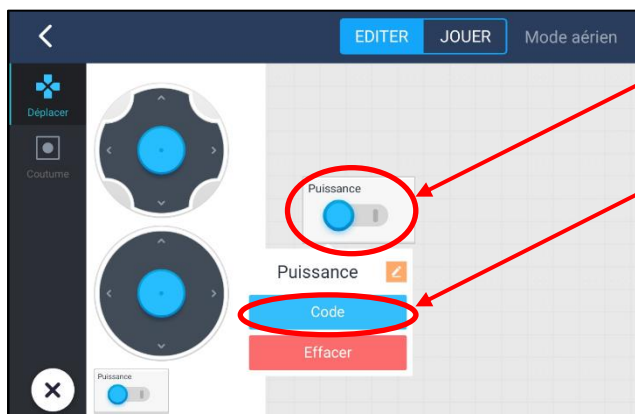 EDITER JOUER Mode aérien
Déplacer
Coutume
Puissance
Puissance
Code
Effacer
Puissance